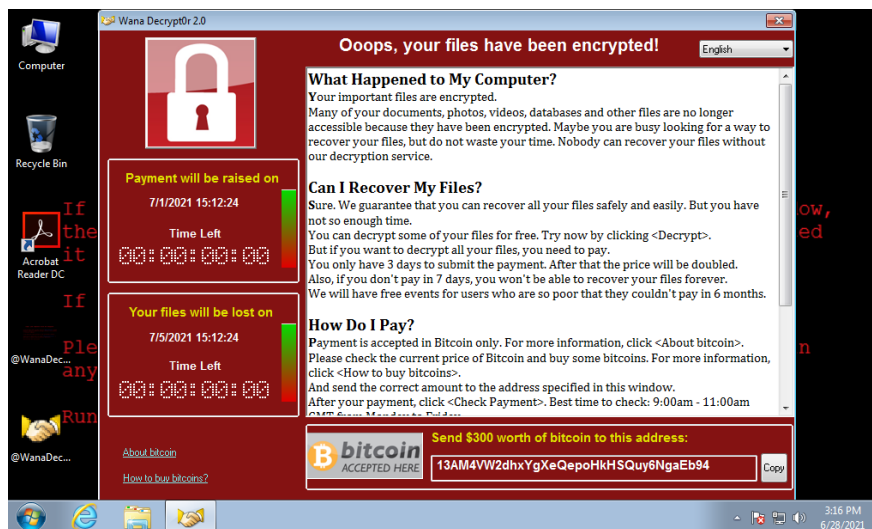 Wana Decrypt0r 2.0
Ooops, your files have been encrypted!
English
Computer
Recycle Bin
Acrobat
Reader DC
@WanaDec...
@WanaDec...
If
the
it
If
Ple
any
Run
ow,
ed
n
Payment will be raised on
7/1/2021 15:12:24
Time Left
00:00:00:00
Your files will be lost on
7/5/2021 15:12:24
Time Left
00:00:00:00
About bitcoin
How to buy bitcoins?
What Happened to My Computer?
Your important files are encrypted.
Many of your documents, photos, videos, databases and other files are no longer
accessible because they have been encrypted. Maybe you are busy looking for a way to
recover your files, but do not waste your time. Nobody can recover your files without
our decryption service.
Can I Recover My Files?
Sure. We guarantee that you can recover all your files safely and easily. But you have
not so enough time.
You can decrypt some of your files for free. Try now by clicking <Decrypt>.
But if you want to decrypt all your files, you need to pay.
You only have 3 days to submit the payment. After that the price will be doubled.
Also, if you don't pay in 7 days, you won't be able to recover your files forever.
We will have free events for users who are so poor that they couldn't pay in 6 months.
How Do I Pay?
Payment is accepted in Bitcoin only. For more information, click <About bitcoin>.
Please check the current price of Bitcoin and buy some bitcoins. For more information,
click <How to buy bitcoins>.
And send the correct amount to the address specified in this window.
After your payment, click <Check Payment>. Best time to check: 9:00am - 11:00am
GMT from Monday to Friday.
bitcoin
ACCEPTED HERE
Send $300 worth of bitcoin to this address:
13AM4VW2dhxYgXeQepoHkHSQuy6NgaEb94
Copy
3:16 PM
6/28/2021